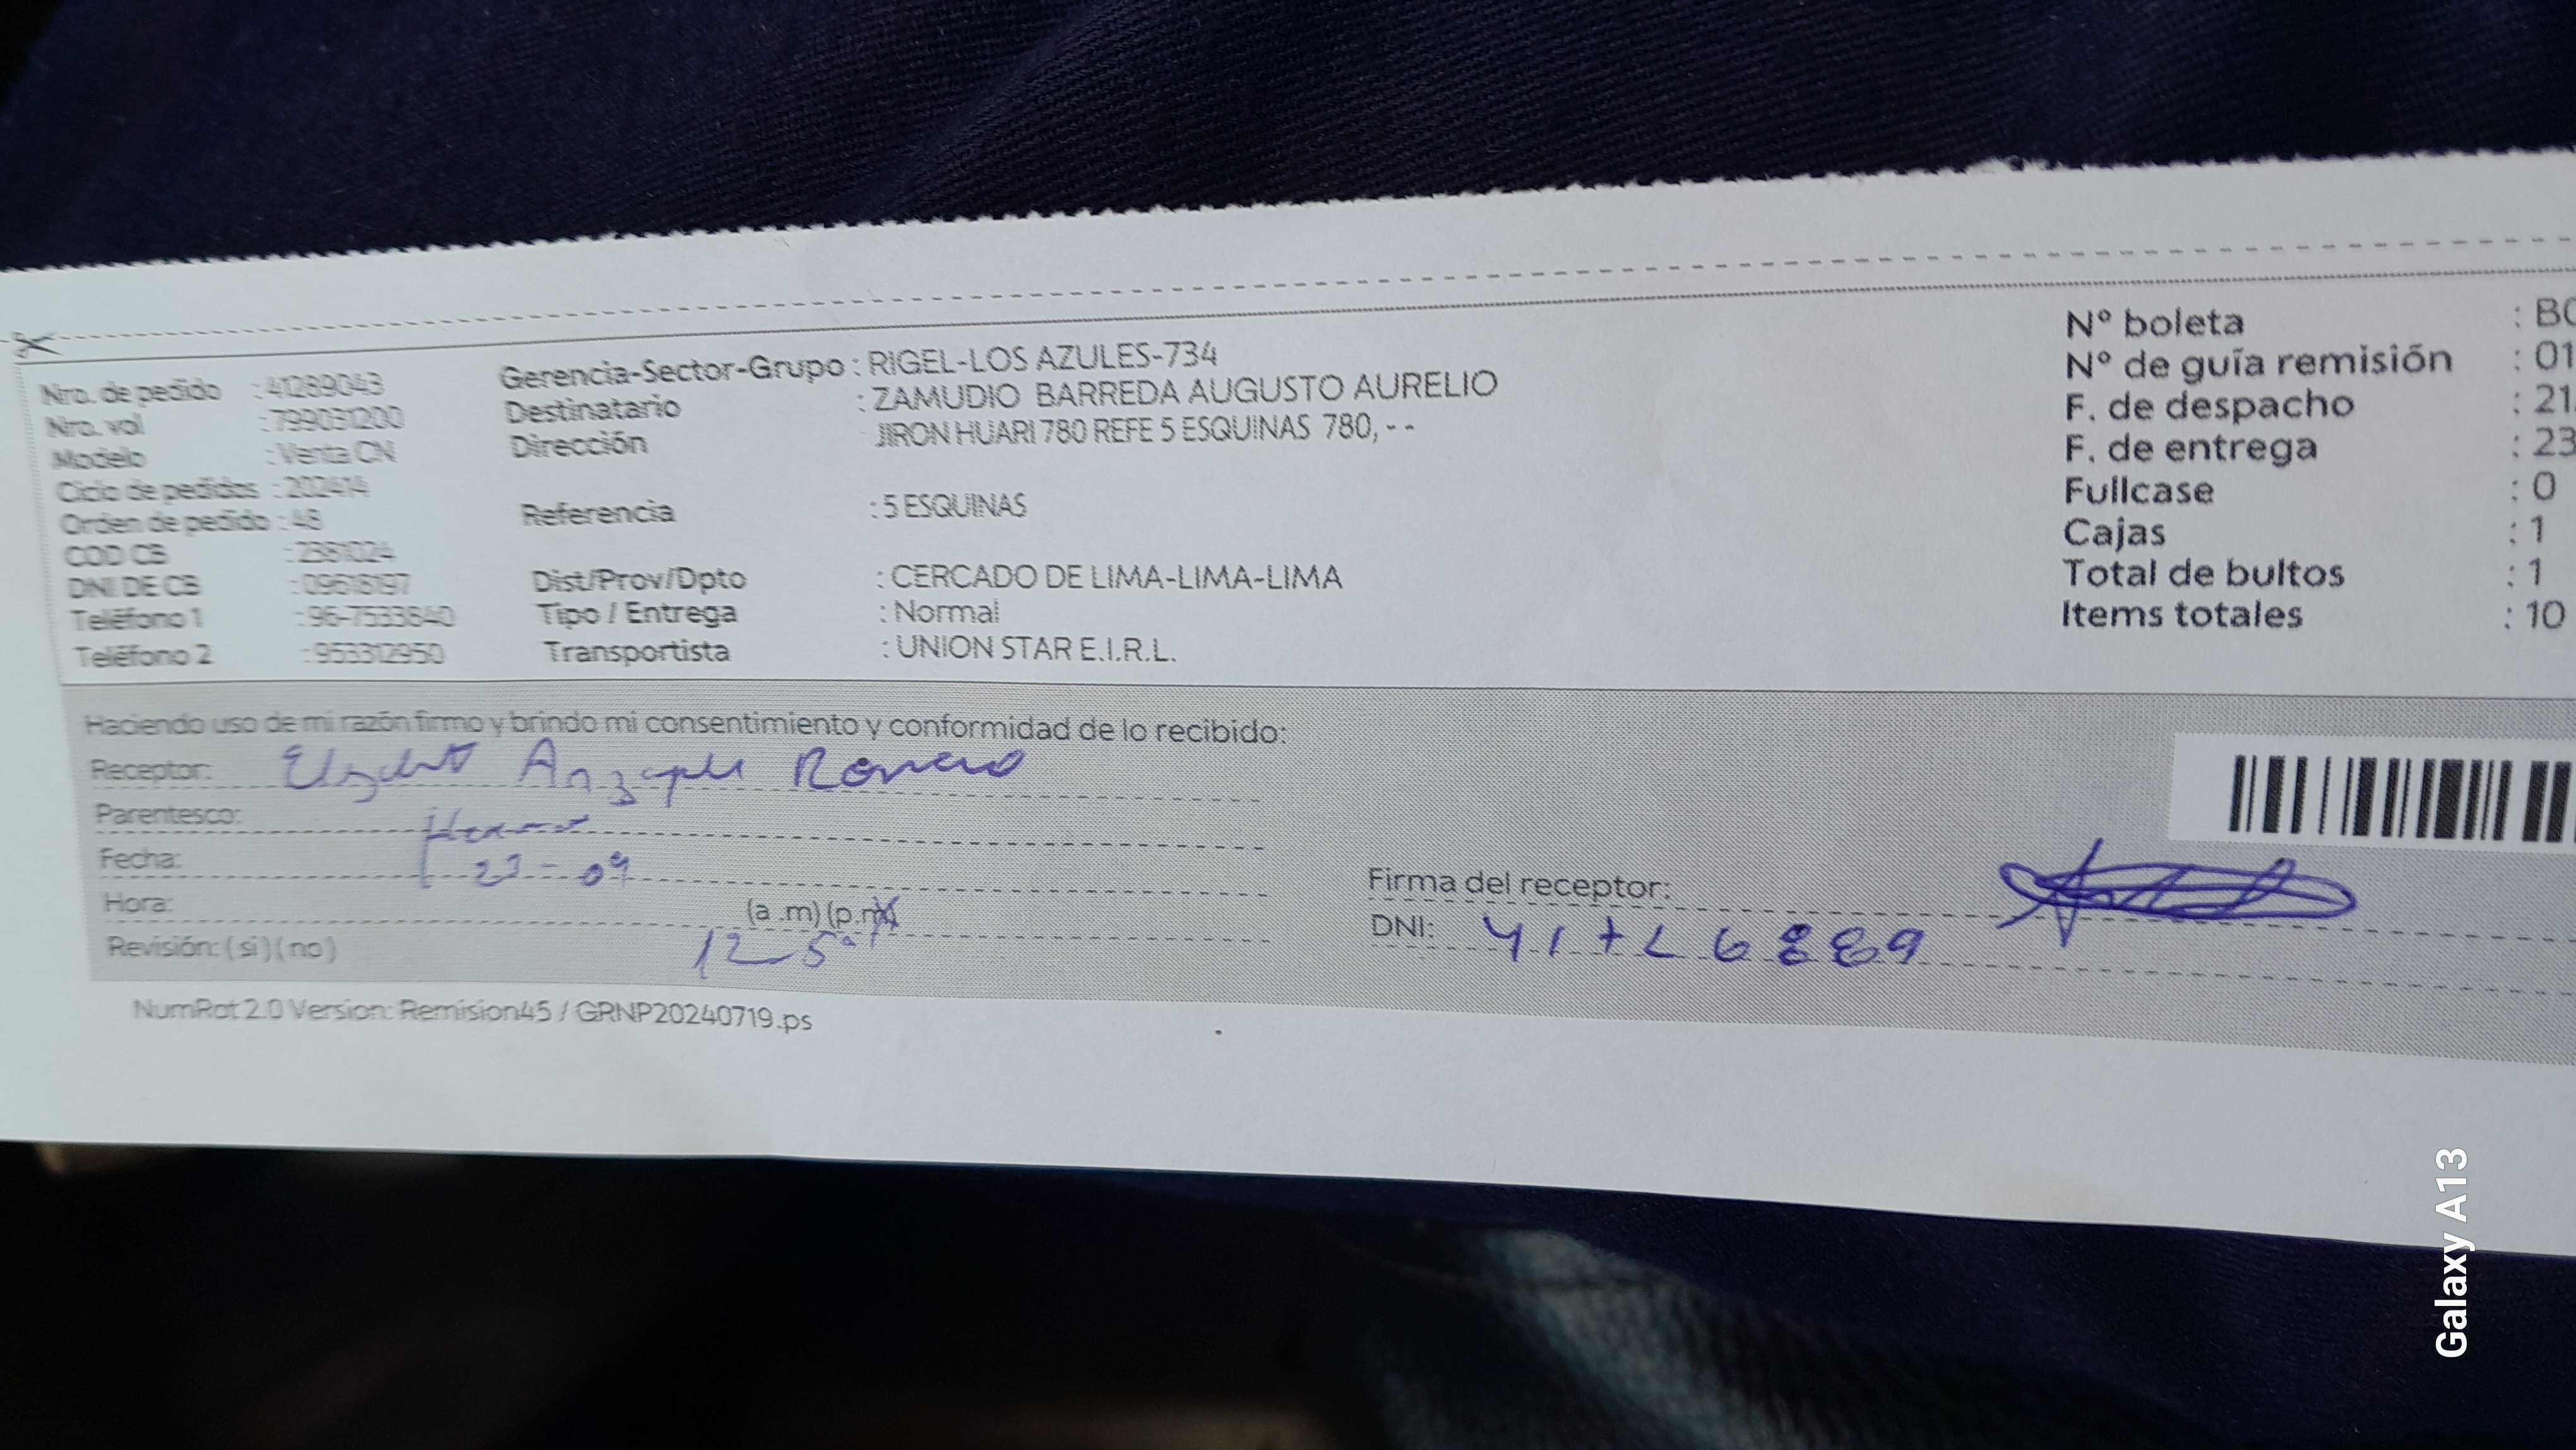 Nro. de pedido : 41289043
Nro. vol : 799031200
Modelo : Venta CN
Ciclo de pedidos : 202414
Orden de pedido : 48
COD CB : 2381024
DNI DE CB : 09618197
Teléfono 1 : 96-7533840
Teléfono 2 : 953312950
Gerencia-Sector-Grupo : RIGEL-LOS AZULES-734
Destinatario : ZAMUDIO BARREDA AUGUSTO AURELIO
Dirección JIRON HUARI 780 REFE 5 ESQUINAS 780, - -
Referencia : 5 ESQUINAS
Dist/Prov/Dpto : CERCADO DE LIMA-LIMA-LIMA
Tipo / Entrega : Normal
Transportista : UNION STAR E.I.R.L.
Nº boleta : B
Nº de guía remisión : 01
F. de despacho : 21
F. de entrega : 23
Fullcase : 0
Cajas : 1
Total de bultos : 1
Items totales : 10
Haciendo uso de mi razón firmo y brindo mi consentimiento y conformidad de lo recibido:
Receptor: Romero
Parentesco:
Fecha:
Hora: (a .m) (p.m)
Revisión: ( si ) ( no )
Firma del receptor:
DNI:
NumRot 2.0 Version: Remision45 / GRNP20240719.ps
Galaxy A13